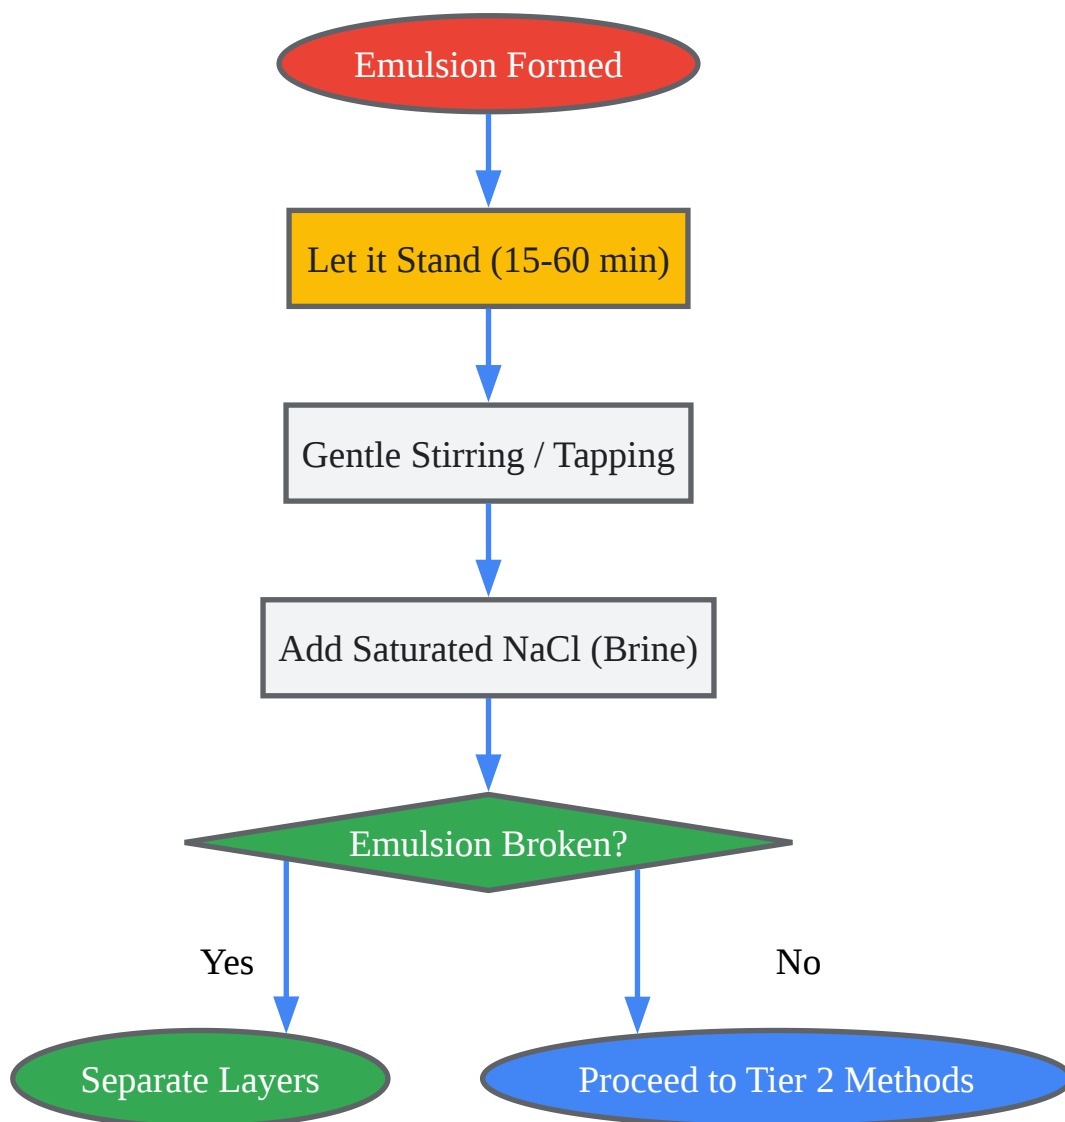 Emulsion Formed
Let it Stand (15-60 min)
Gentle Stirring / Tapping
Add Saturated NaCl (Brine)
Emulsion Broken?
Yes
No
Separate Layers
Proceed to Tier 2 Methods